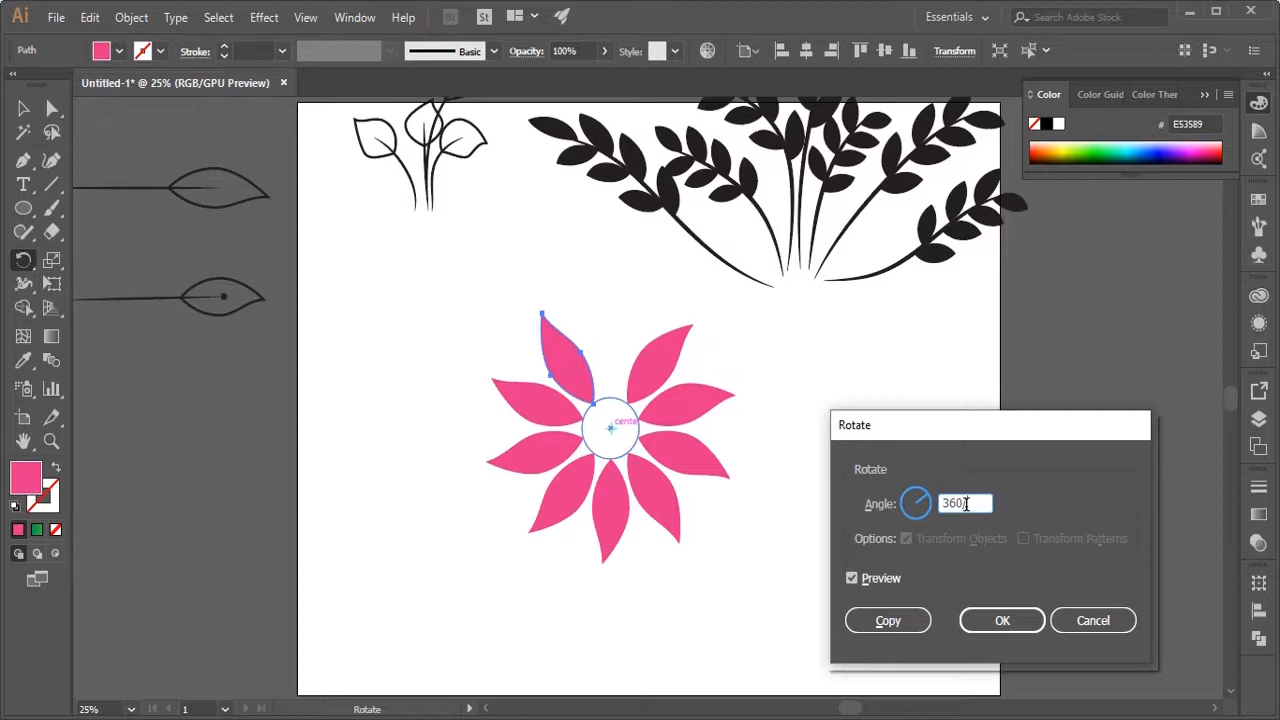 Ai File Edit Object Type Select Effect View Window Help Br St Essentials Search Adobe Stock
Path Stroke: Basic Opacity: 100% Style: Transform
Untitled-1* @ 25% (RGB/GPU Preview)
Color Color Guid Color Ther
# E53589
cente
Rotate
Rotate
Angle: 360/
Options: Transform Objects Transform Patterns
Preview
Copy OK Cancel
25% 1 Rotate